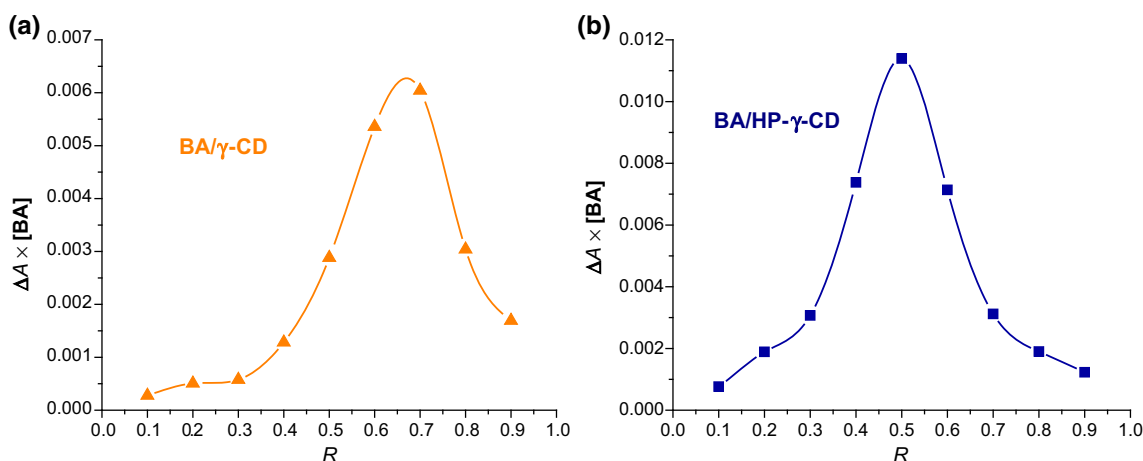 (a)
0.007
0.006
0.005
0.004
0.003
0.002
0.001
0.000
ΔA × [BA]
BA/γ-CD
0.0 0.1 0.2 0.3 0.4 0.5 0.6 0.7 0.8 0.9 1.0
R
(b)
0.012
0.010
0.008
0.006
0.004
0.002
0.000
ΔA × [BA]
BA/HP-γ-CD
0.0 0.1 0.2 0.3 0.4 0.5 0.6 0.7 0.8 0.9 1.0
R